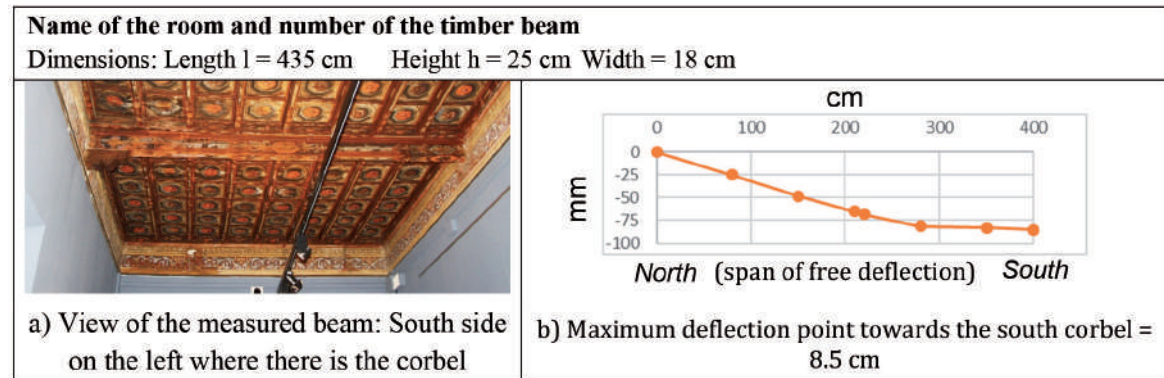 Name of the room and number of the timber beam
Dimensions: Length l = 435 cm Height h = 25 cm Width = 18 cm
a) View of the measured beam: South side
on the left where there is the corbel
cm
0 100 200 300 400
0
-25
-50
-75
-100
mm
North (span of free deflection) South
b) Maximum deflection point towards the south corbel =
8.5 cm